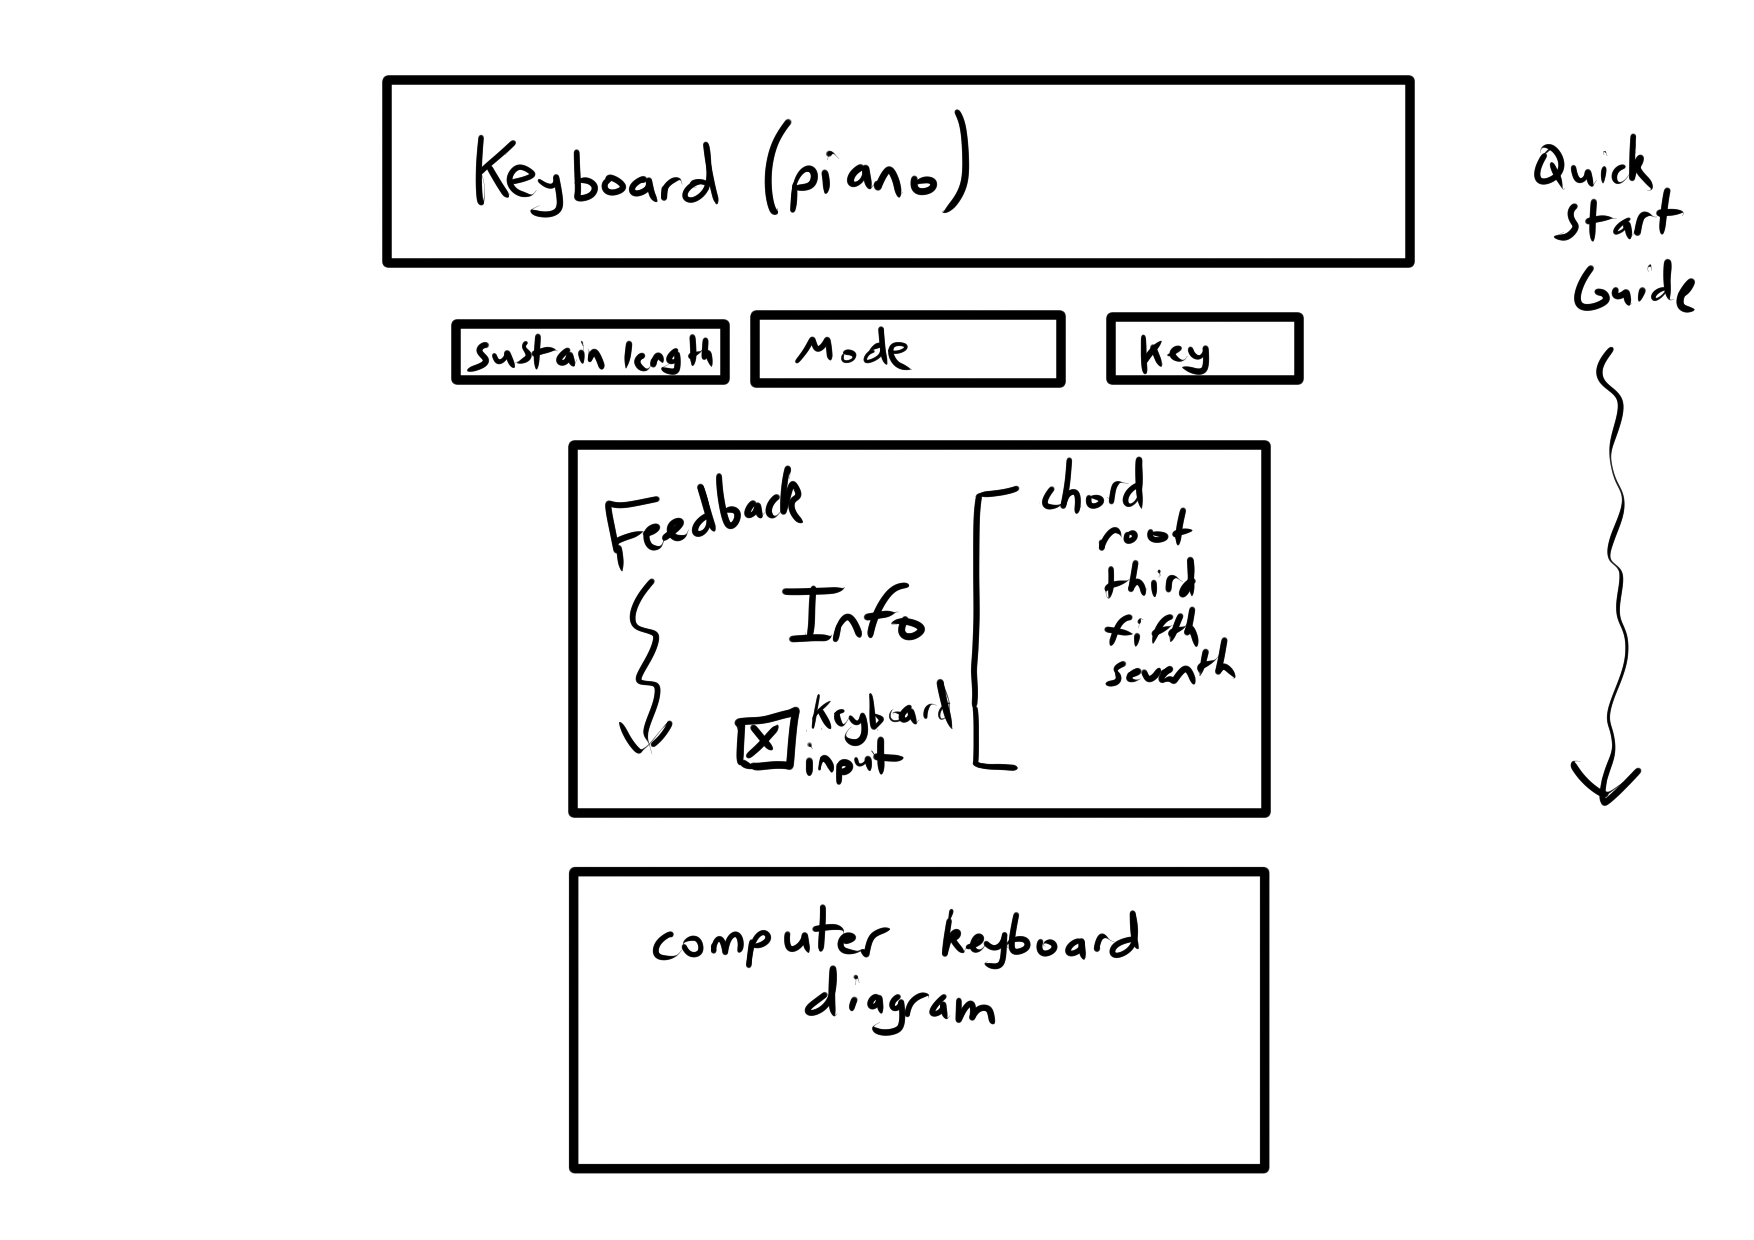 Keyboard (piano)
Quick
Start
Guide
sustain length
Mode
Key
Feedback
Info
Keyboard
input
chord
root
third
fifth
seventh
computer keyboard
diagram